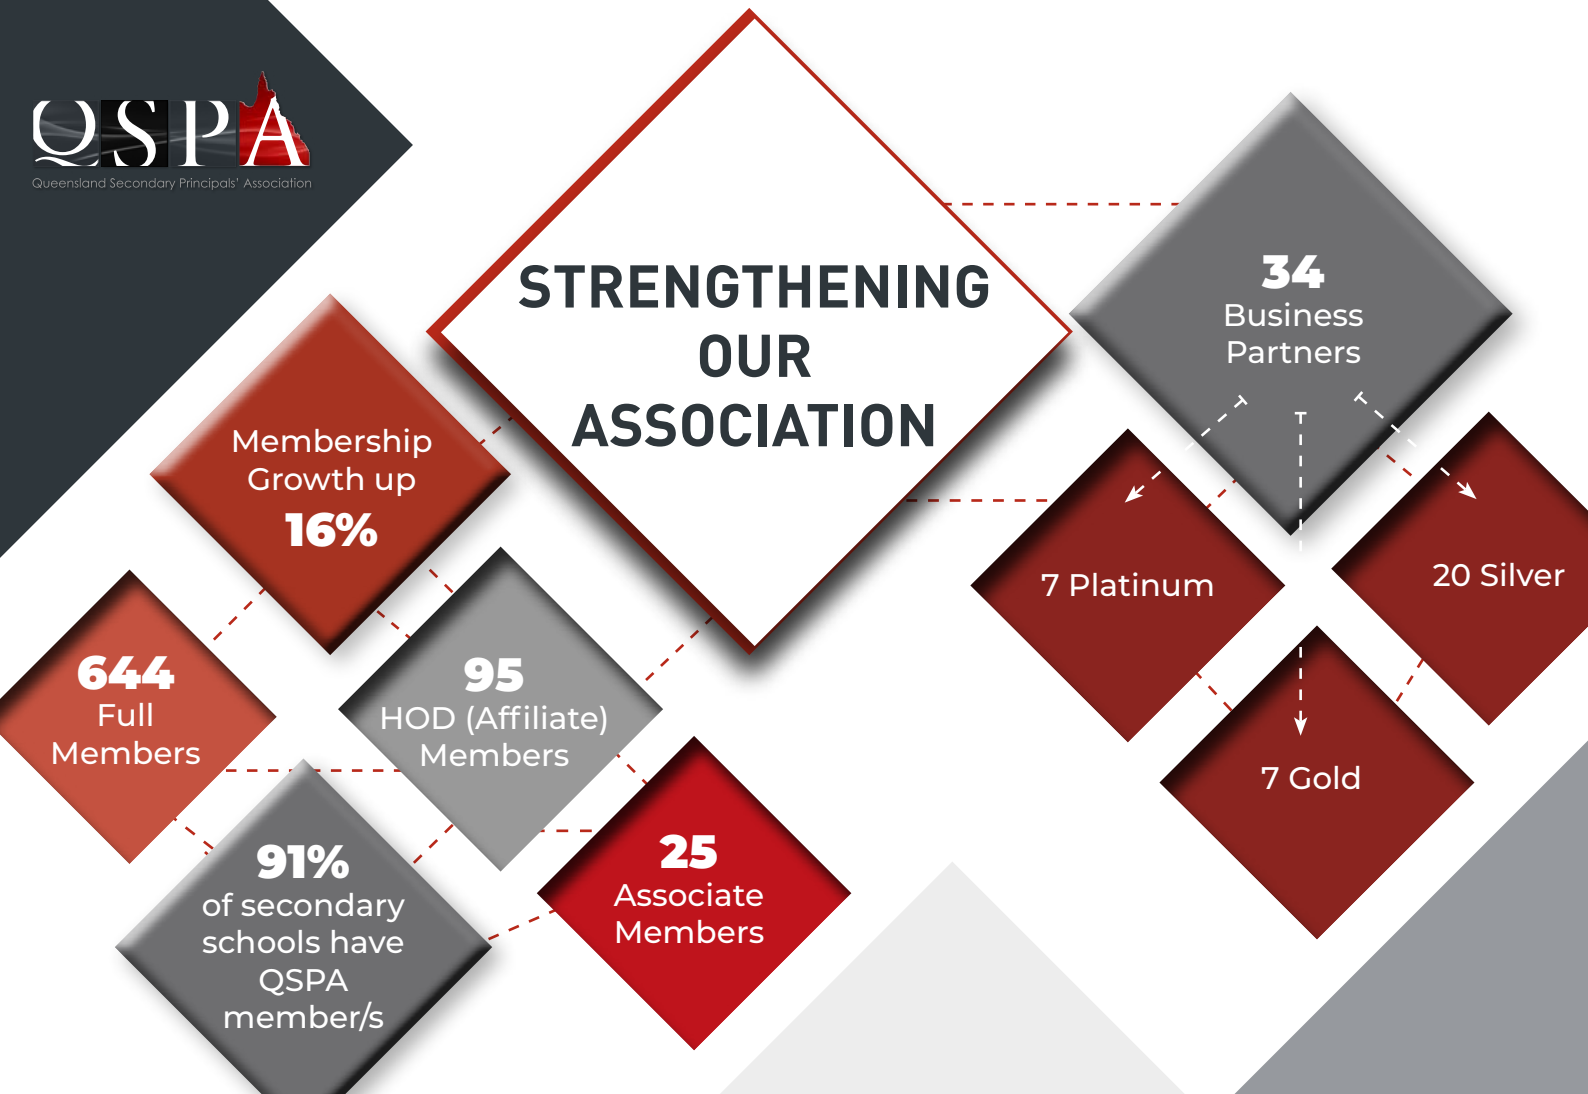 QSPA
Queensland Secondary Principals' Association
STRENGTHENING
OUR
ASSOCIATION
Membership
Growth up
16%
644
Full
Members
95
HOD (Affiliate)
Members
91%
of secondary
schools have
QSPA
member/s
25
Associate
Members
34
Business
Partners
7 Platinum
20 Silver
7 Gold